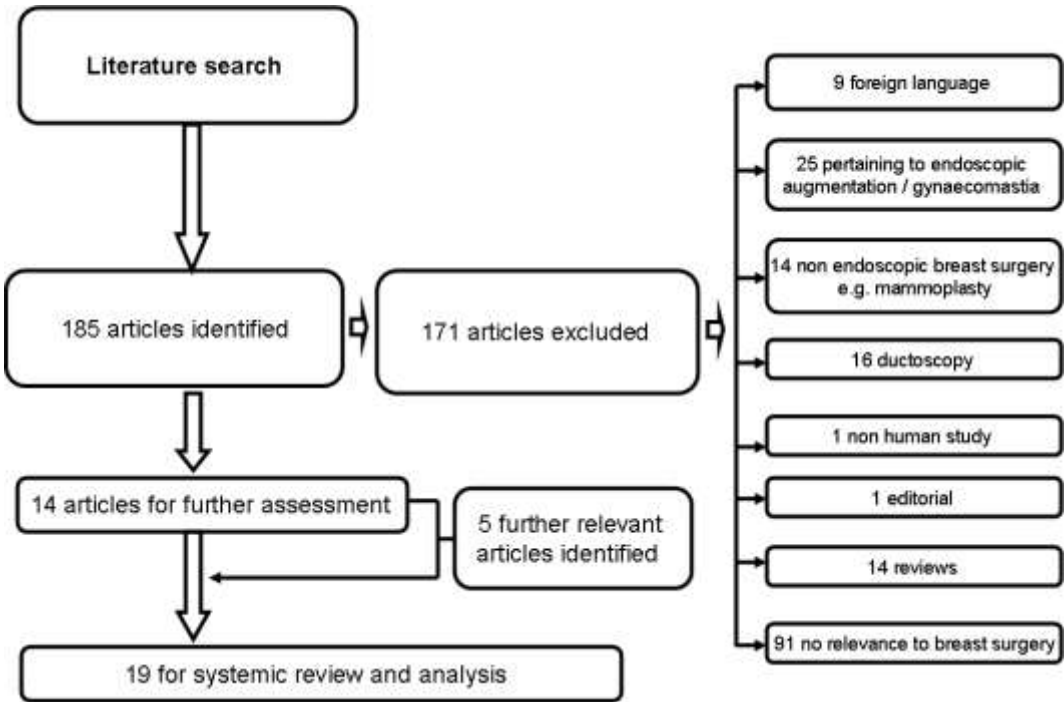 Literature search
185 articles identified
171 articles excluded
14 articles for further assessment
5 further relevant
articles identified
19 for systemic review and analysis
9 foreign language
25 pertaining to endoscopic
augmentation / gynaecomastia
14 non endoscopic breast surgery
e.g. mammoplasty
16 ductoscopy
1 non human study
1 editorial
14 reviews
91 no relevance to breast surgery